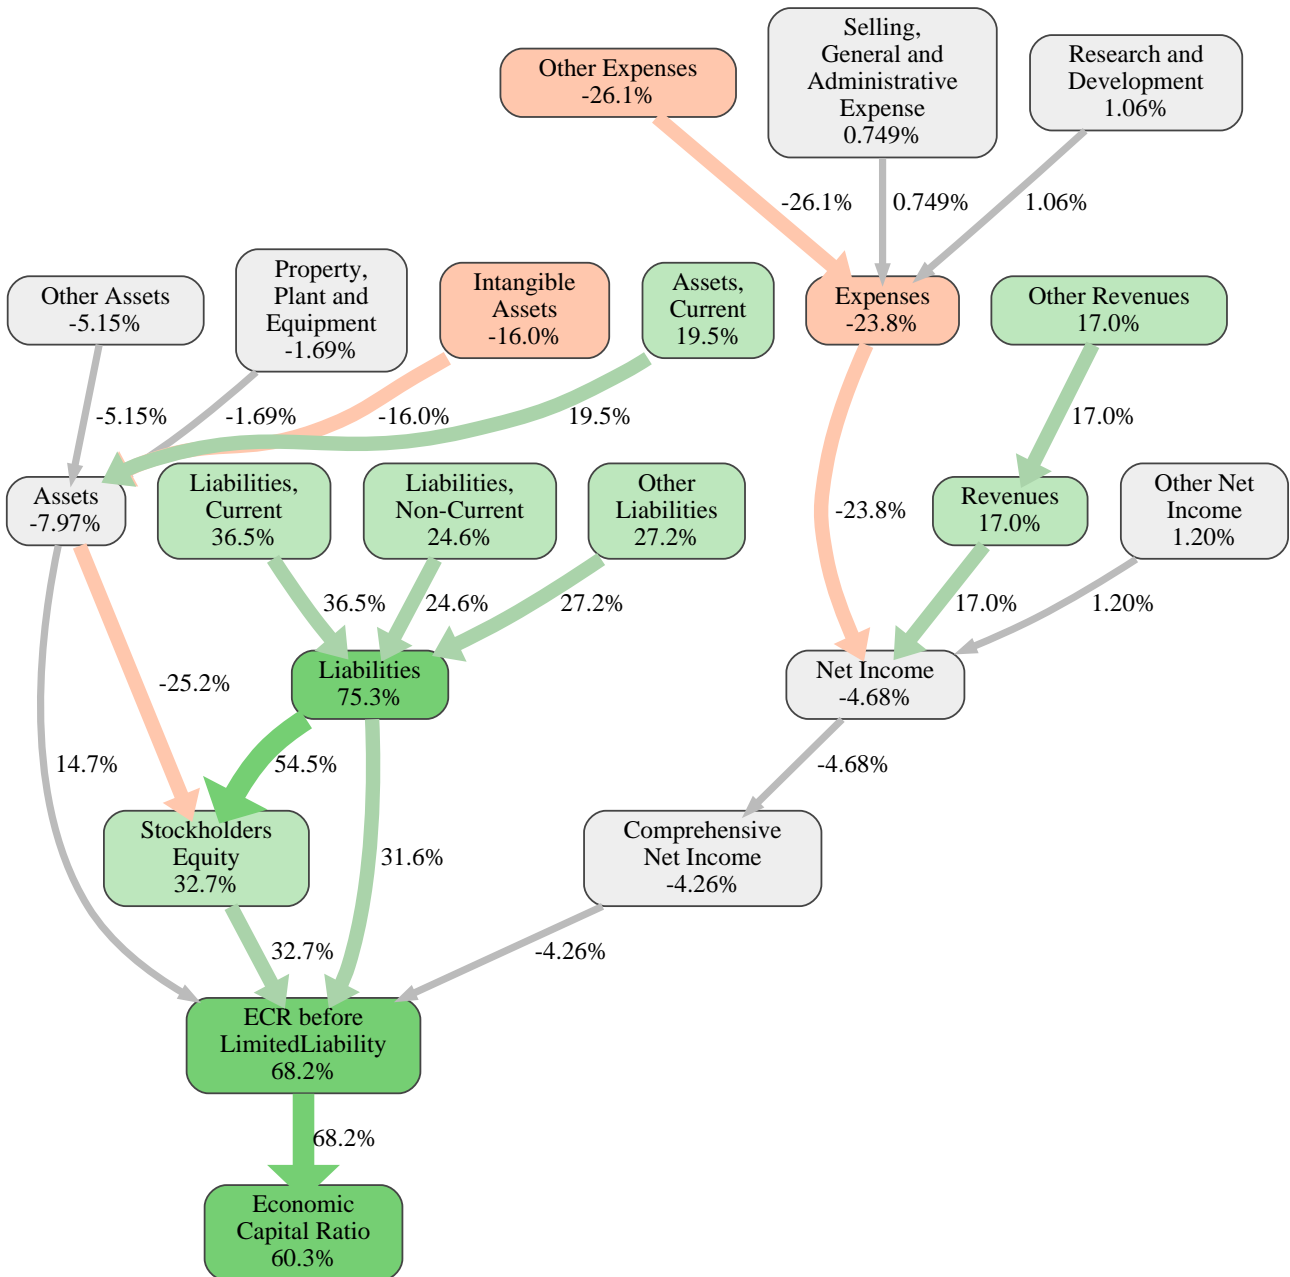 Selling,
General and
Administrative
Expense
0.749%
Research and
Development
1.06%
Other Expenses
-26.1%
-26.1%
0.749%
1.06%
Other Assets
-5.15%
Property,
Plant and
Equipment
-1.69%
Intangible
Assets
-16.0%
Assets,
Current
19.5%
Expenses
-23.8%
Other Revenues
17.0%
-5.15%
-1.69%
-16.0%
19.5%
17.0%
Assets
-7.97%
Liabilities,
Current
36.5%
Liabilities,
Non-Current
24.6%
Other
Liabilities
27.2%
-23.8%
Revenues
17.0%
Other Net
Income
1.20%
36.5%
24.6%
27.2%
17.0%
1.20%
Liabilities
75.3%
Net Income
-4.68%
-25.2%
14.7%
54.5%
-4.68%
Stockholders
Equity
32.7%
31.6%
Comprehensive
Net Income
-4.26%
32.7%
-4.26%
ECR before
LimitedLiability
68.2%
68.2%
Economic
Capital Ratio
60.3%